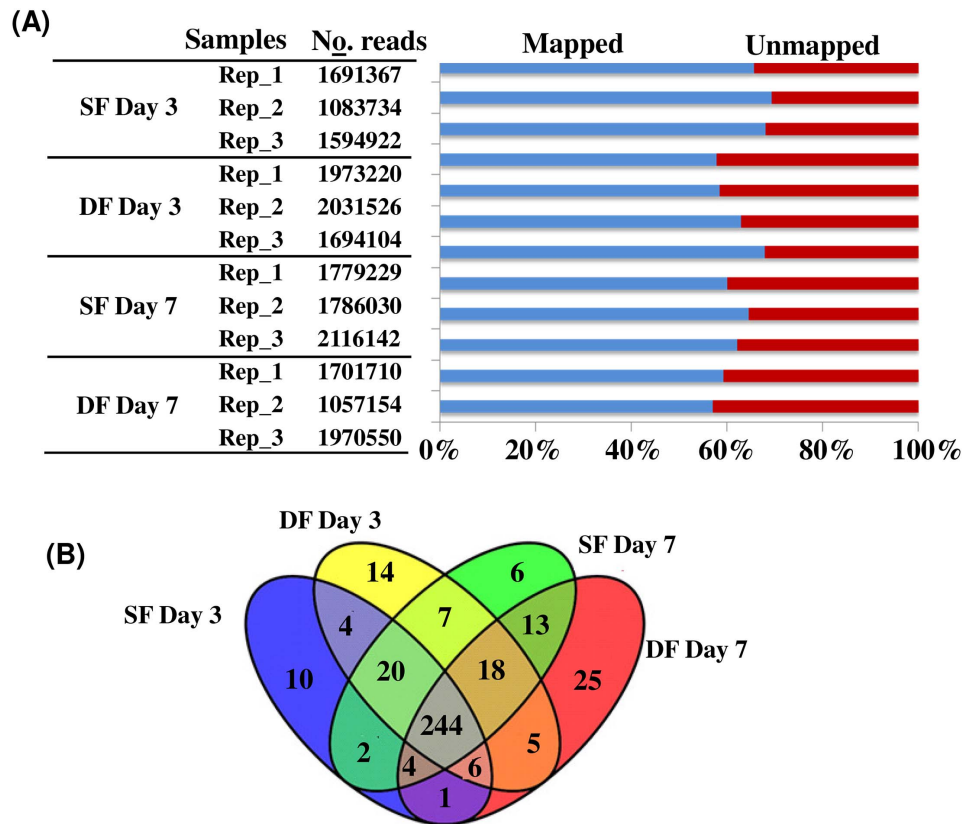 (A)
Samples No. reads Mapped Unmapped
SF Day 3
Rep_1 1691367
Rep_2 1083734
Rep_3 1594922
DF Day 3
Rep_1 1973220
Rep_2 2031526
Rep_3 1694104
SF Day 7
Rep_1 1779229
Rep_2 1786030
Rep_3 2116142
DF Day 7
Rep_1 1701710
Rep_2 1057154
Rep_3 1970550
0% 20% 40% 60% 80% 100%
(B)
DF Day 3
SF Day 7
SF Day 3
DF Day 7
14 6
4 7 13
10 20 18 25
244
2 4 6 5
1